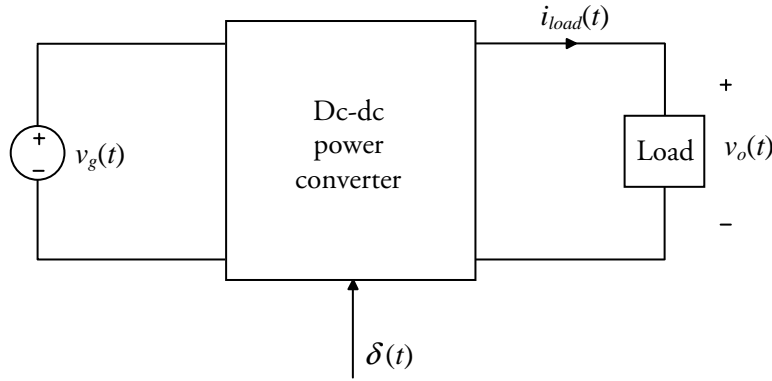 i_load(t)
+
Dc-dc
power
converter
+
−
v_g(t)
Load
v_o(t)
−
δ(t)